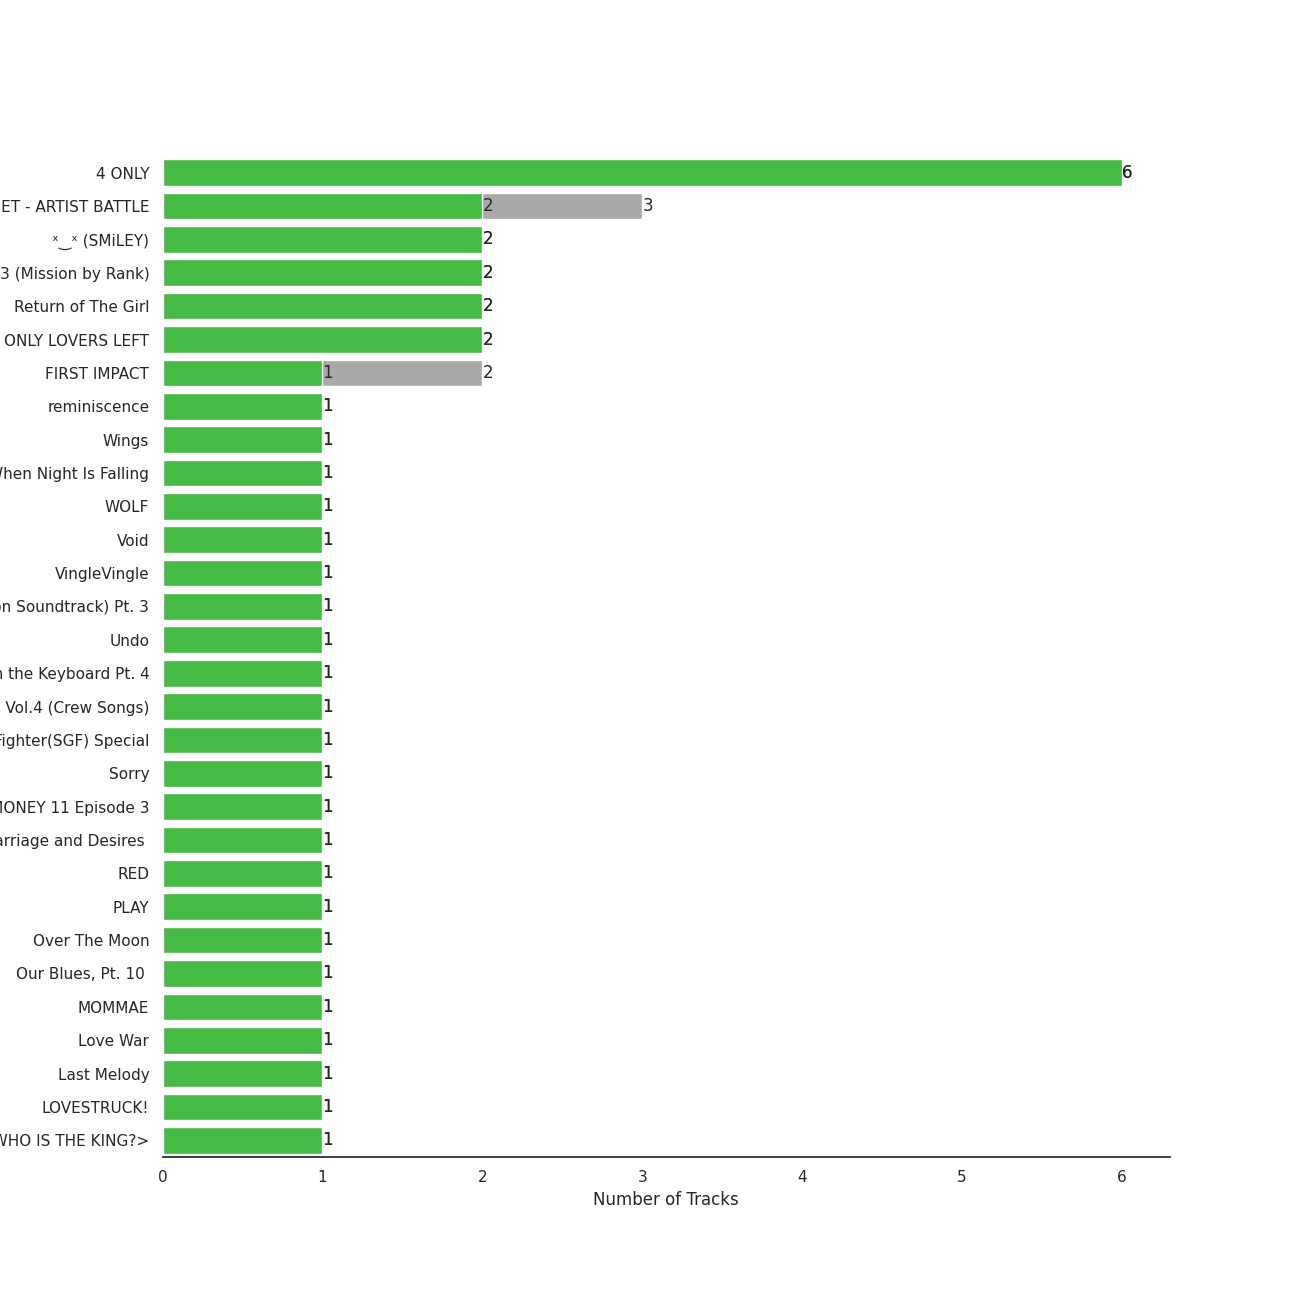 4 ONLY 6
ET - ARTIST BATTLE 2 3
ˣ‿ˣ (SMiLEY) 2
3 (Mission by Rank) 2
Return of The Girl 2
ONLY LOVERS LEFT 2
FIRST IMPACT 1 2
reminiscence 1
Wings 1
When Night Is Falling 1
WOLF 1
Void 1
VingleVingle 1
on Soundtrack) Pt. 3 1
Undo 1
the Keyboard Pt. 4 1
Vol.4 (Crew Songs) 1
Fighter(SGF) Special 1
Sorry 1
MONEY 11 Episode 3 1
arriage and Desires 1
RED 1
PLAY 1
Over The Moon 1
Our Blues, Pt. 10 1
MOMMAE 1
Love War 1
Last Melody 1
LOVESTRUCK! 1
WHO IS THE KING?> 1
0 1 2 3 4 5 6
Number of Tracks